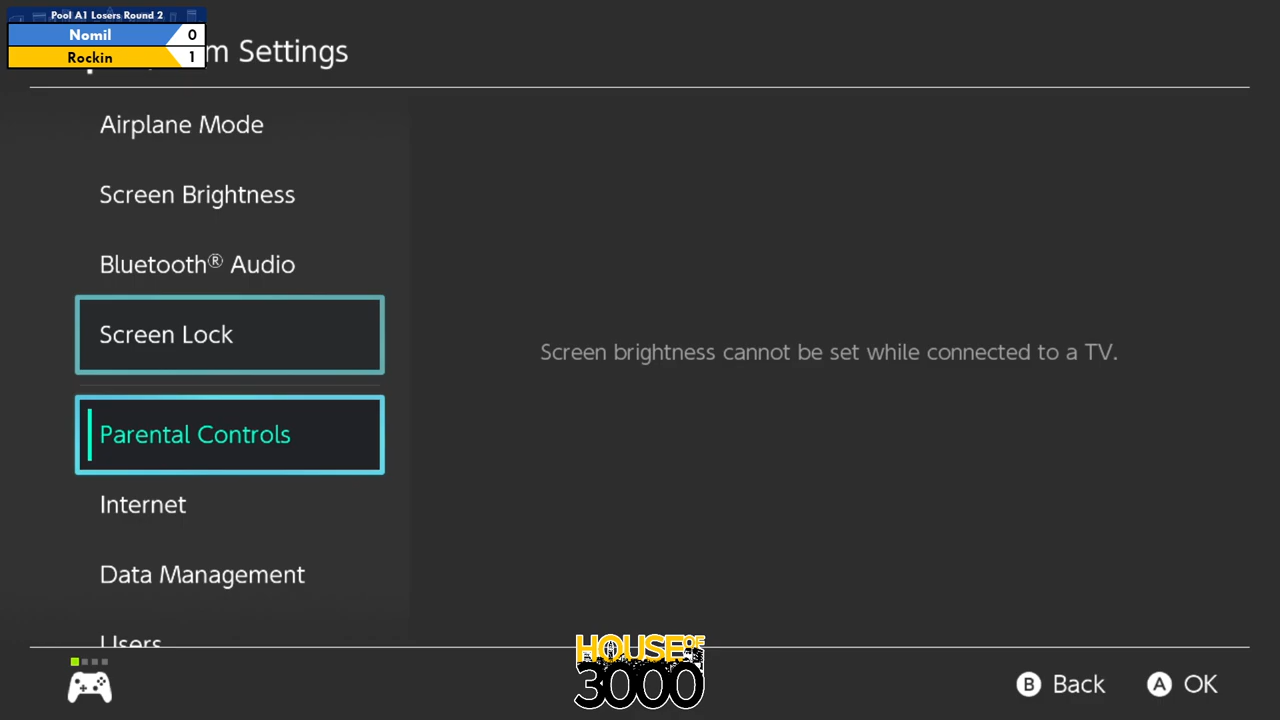 Pool A1 Losers Round 2
Nomil 0
Rockin 1
m Settings
Airplane Mode
Screen Brightness
Bluetooth® Audio
Screen Lock
Screen brightness cannot be set while connected to a TV.
Parental Controls
Internet
Data Management
Users
HOUSE OF
3000
B Back
A OK